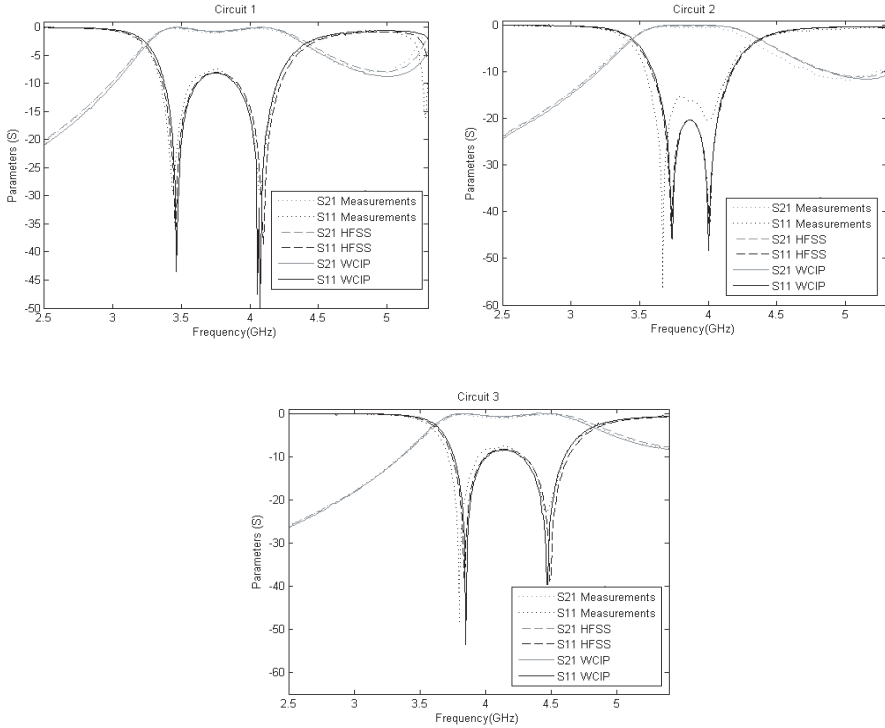 Circuit 1
0
-5
-10
-15
-20
-25
-30
-35
-40
-45
-50
Parameters (S)
2.5 3 3.5 4 4.5 5
Frequency(GHz)
S21 Measurements
S11 Measurements
S21 HFSS
S11 HFSS
S21 WCIP
S11 WCIP
Circuit 2
0
-10
-20
-30
-40
-50
-60
Parameters (S)
2.5 3 3.5 4 4.5 5
Frequency(GHz)
S21 Measurements
S11 Measurements
S21 HFSS
S11 HFSS
S21 WCIP
S11 WCIP
Circuit 3
0
-10
-20
-30
-40
-50
-60
Parameters (S)
2.5 3 3.5 4 4.5 5
Frequency(GHz)
S21 Measurements
S11 Measurements
S21 HFSS
S11 HFSS
S21 WCIP
S11 WCIP